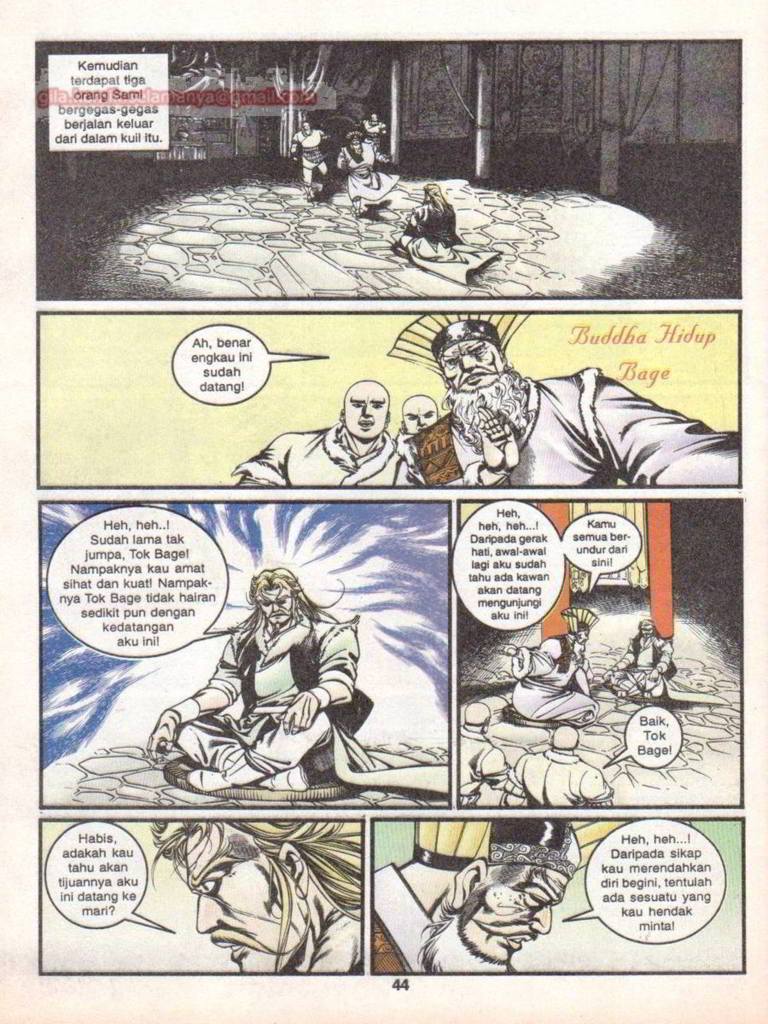 Kemudian
terdapat tiga
orang Sami
bergegas-gegas
berjalan keluar
dari dalam kuil itu.
Ah, benar
engkau ini
sudah
datang!
Buddha Hidup
Bage
Heh, heh..!
Sudah lama tak
jumpa, Tok Bage!
Nampaknya kau amat
sihat dan kuat! Nampak-
nya Tok Bage tidak hairan
sedikit pun dengan
kedatangan
aku ini!
Heh,
heh, heh...!
Daripada gerak
hati, awal-awal
lagi aku sudah
tahu ada kawan
akan datang
mengunjungi
aku ini!
Kamu
semua ber-
undur dari
sini!
Baik,
Tok
Bage!
Habis,
adakah kau
tahu akan
tijuannya aku
ini datang ke
mari?
Heh, heh...!
Daripada sikap
kau merendahkan
diri begini, tentulah
ada sesuatu yang
kau hendak
minta!
44